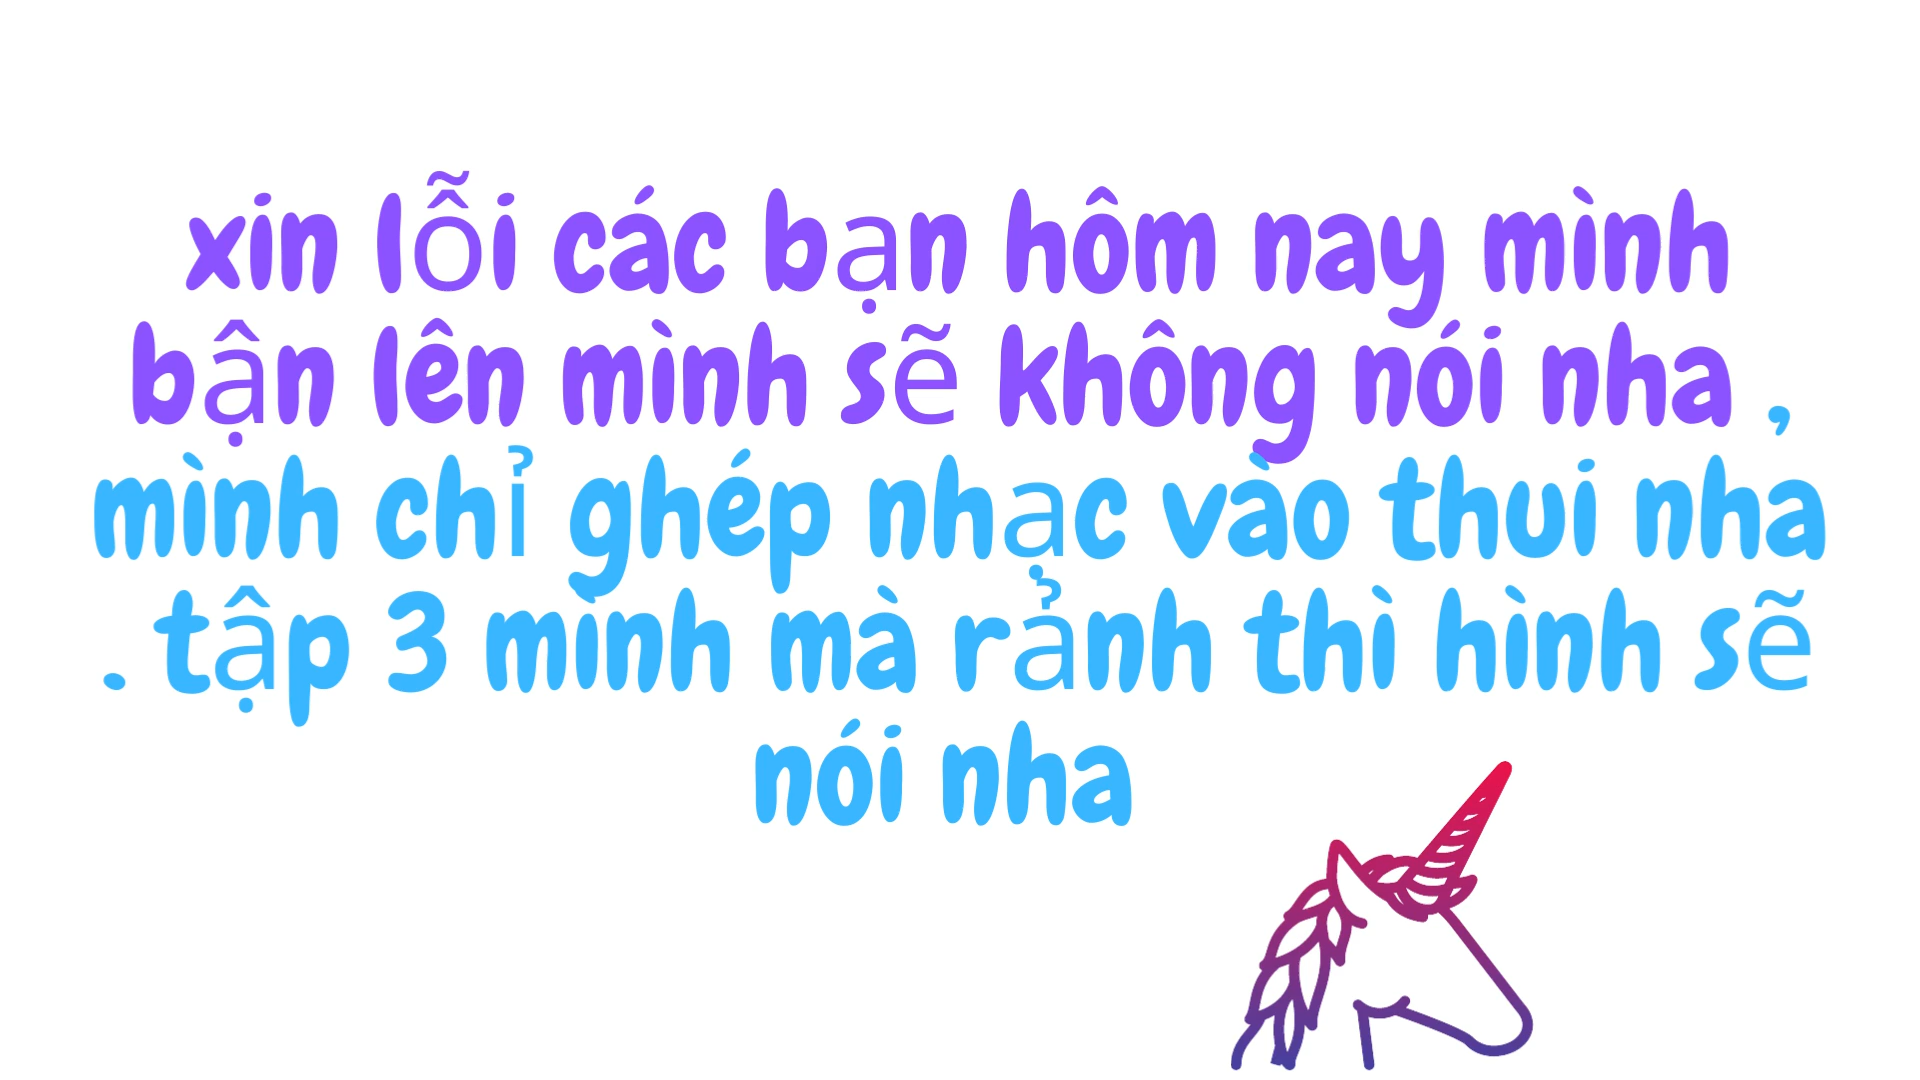 xin lỗi các bạn hôm nay mình
bận lên mình sẽ không nói nha ,
mình chỉ ghép nhạc vào thui nha
. tập 3 mình mà rảnh thì hình sẽ
nói nha